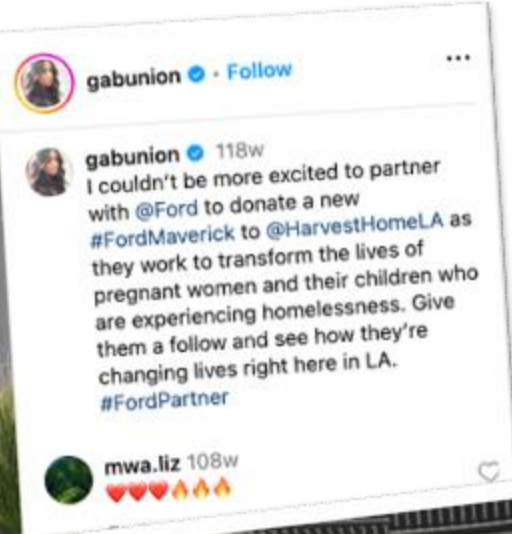 gabunion • Follow
gabunion 118w
I couldn't be more excited to partner
with @Ford to donate a new
#FordMaverick to @HarvestHomeLA as
they work to transform the lives of
pregnant women and their children who
are experiencing homelessness. Give
them a follow and see how they're
changing lives right here in LA.
#FordPartner
mwa.liz 108w
❤️❤️❤️🔥🔥🔥